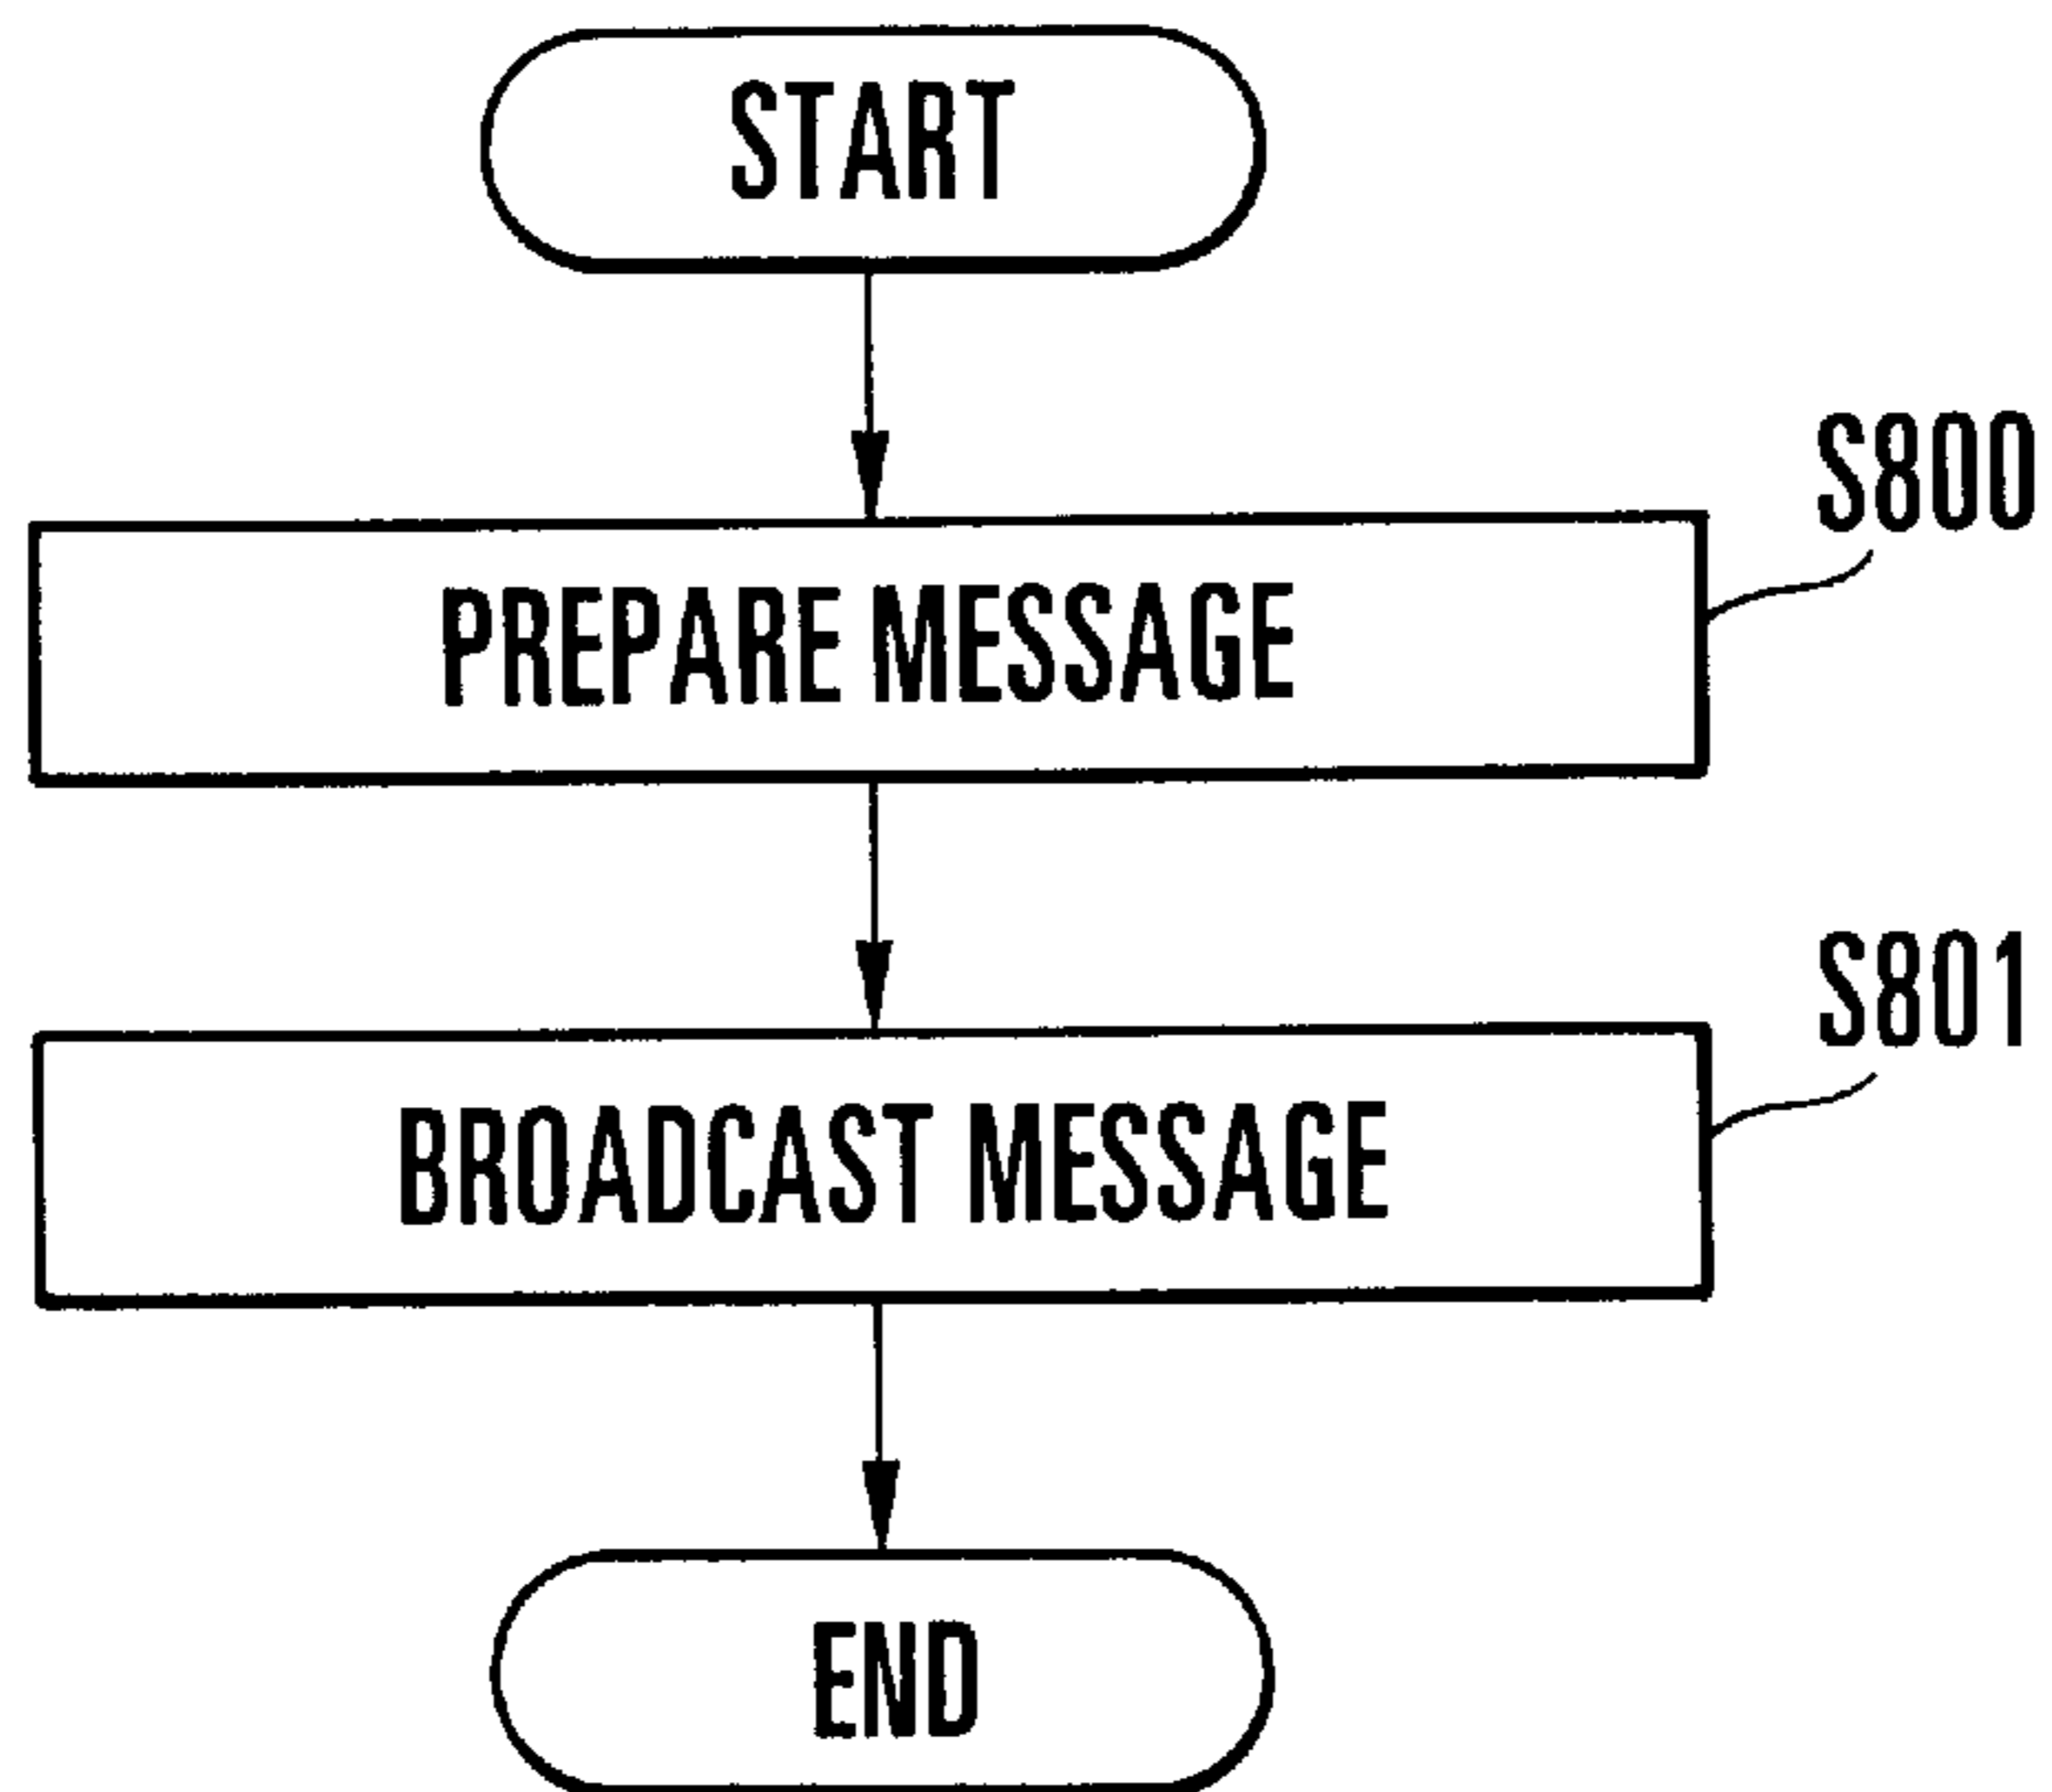 START
S800
PREPARE MESSAGE
S801
BROADCAST MESSAGE
END